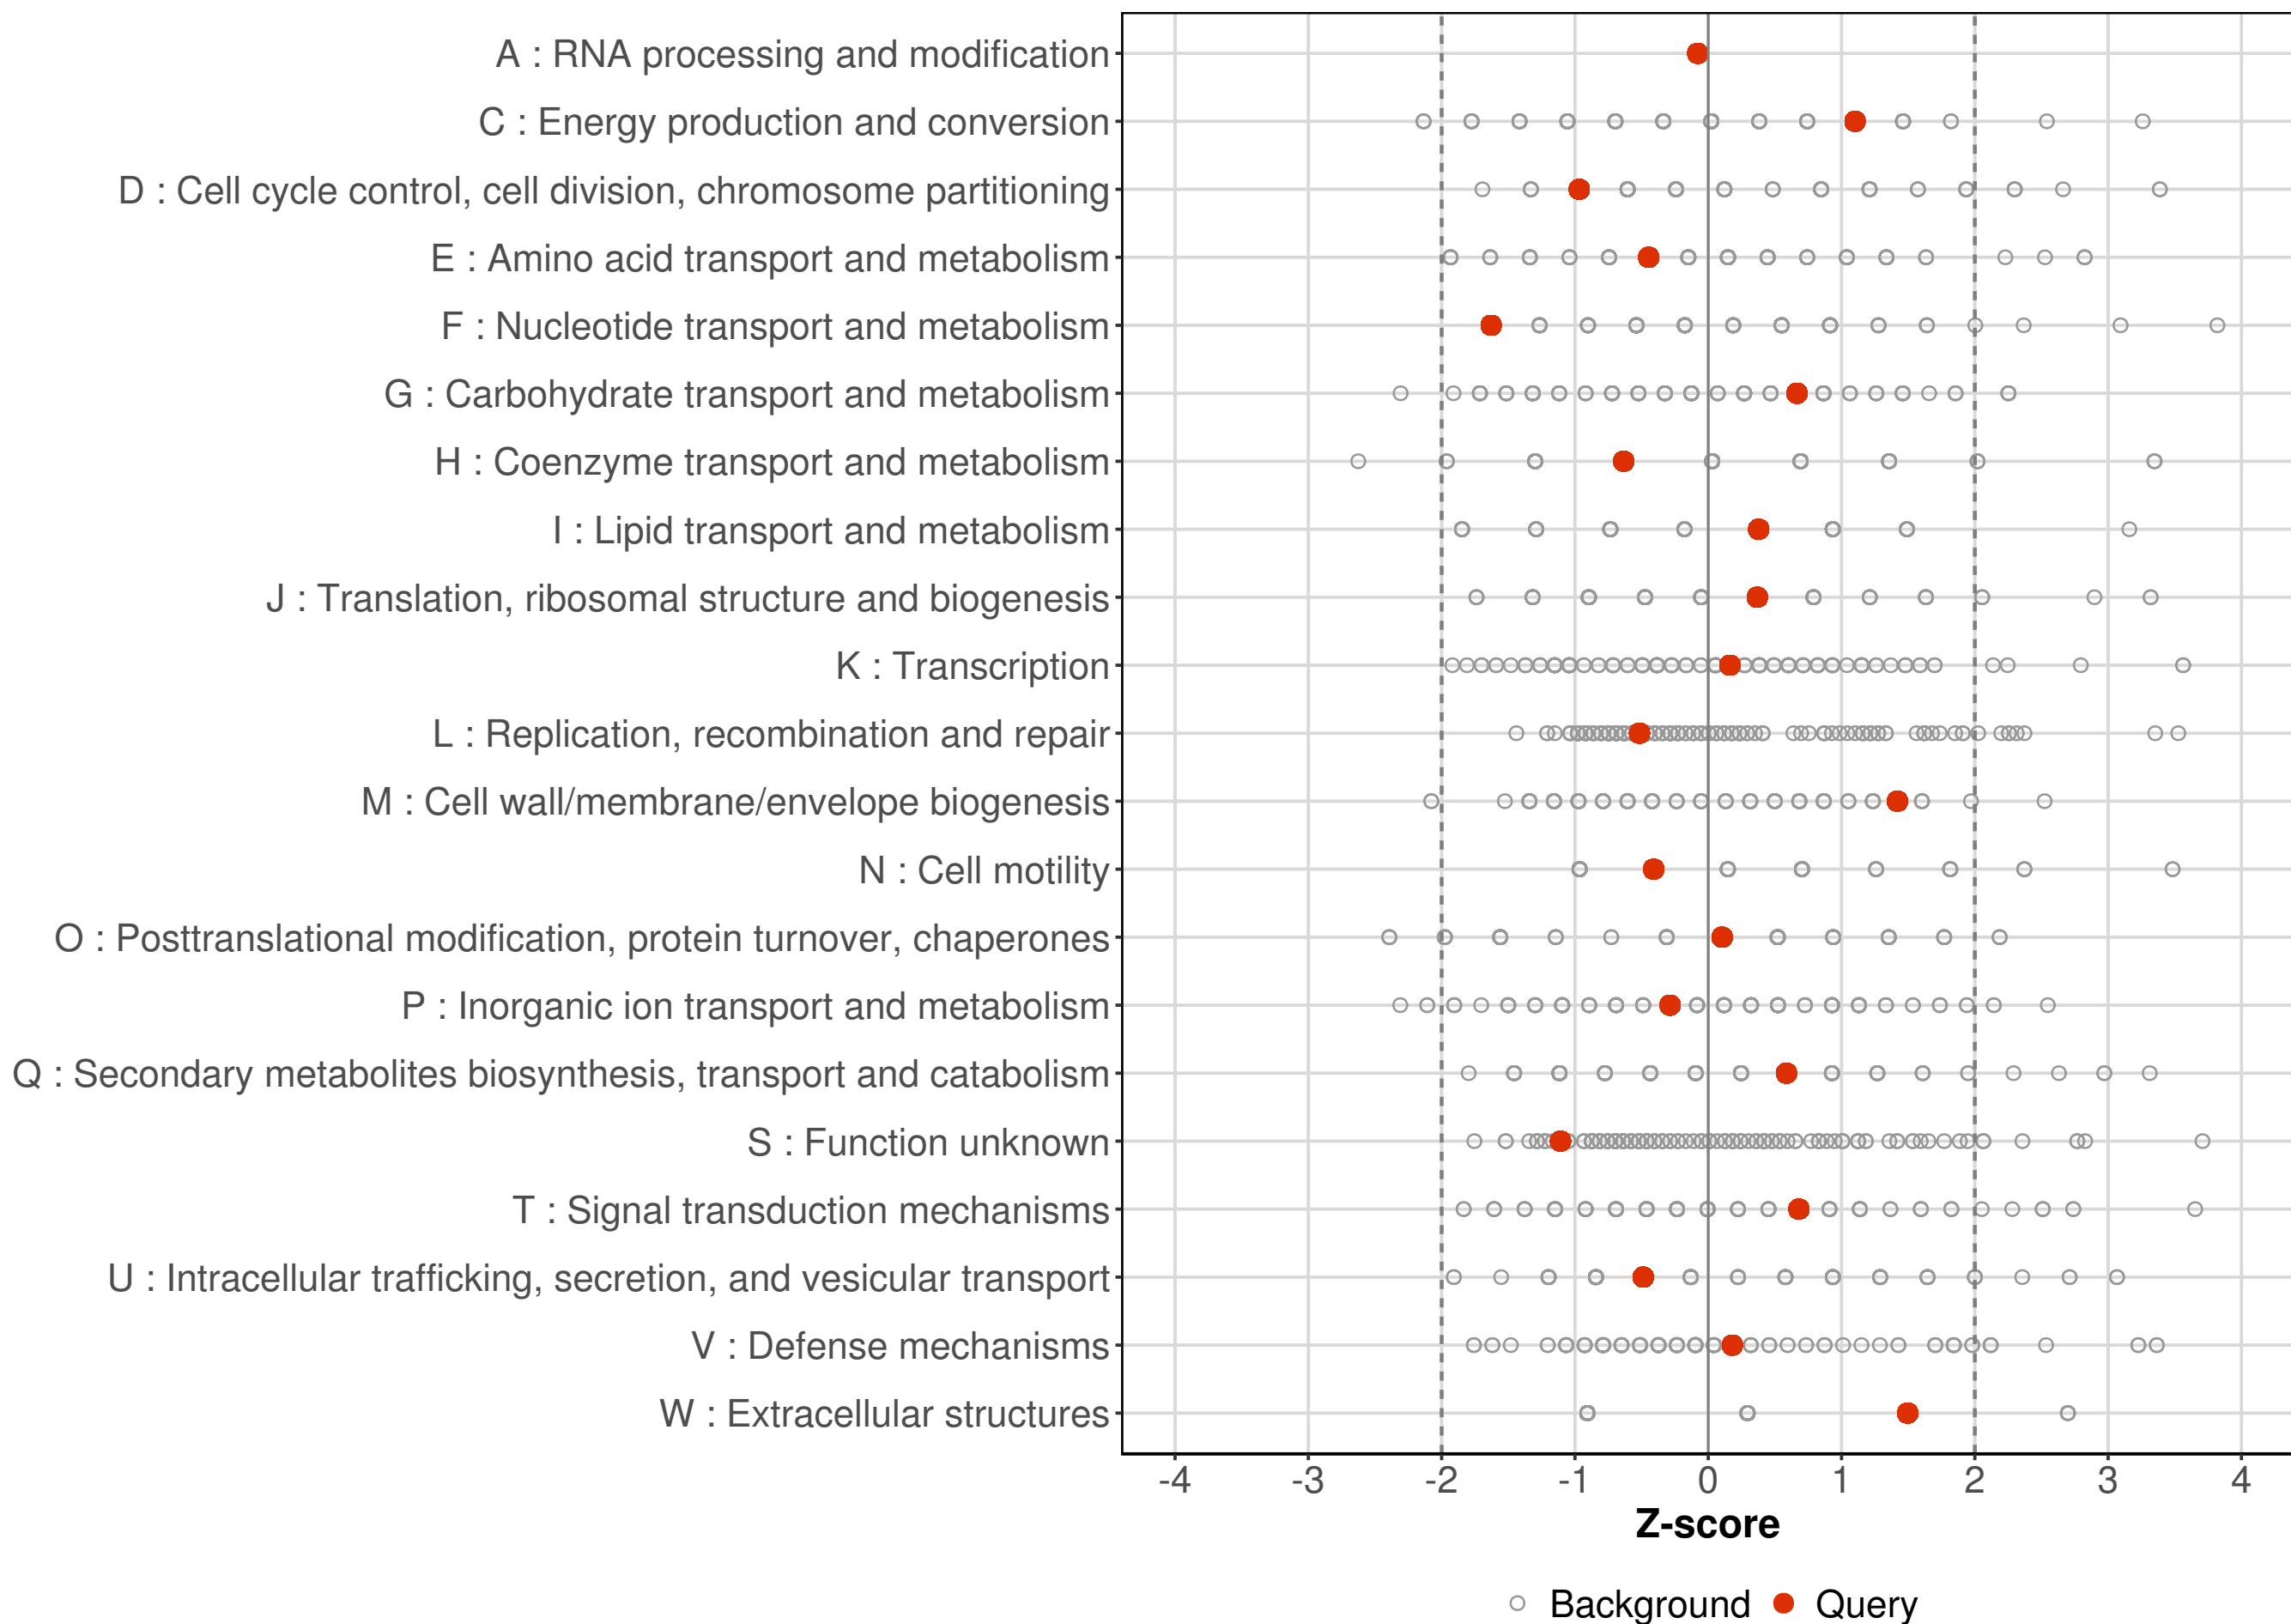 A : RNA processing and modification
C : Energy production and conversion
D : Cell cycle control, cell division, chromosome partitioning
E : Amino acid transport and metabolism
F : Nucleotide transport and metabolism
G : Carbohydrate transport and metabolism
H : Coenzyme transport and metabolism
I : Lipid transport and metabolism
J : Translation, ribosomal structure and biogenesis
K : Transcription
L : Replication, recombination and repair
M : Cell wall/membrane/envelope biogenesis
N : Cell motility
O : Posttranslational modification, protein turnover, chaperones
P : Inorganic ion transport and metabolism
Q : Secondary metabolites biosynthesis, transport and catabolism
S : Function unknown
T : Signal transduction mechanisms
U : Intracellular trafficking, secretion, and vesicular transport
V : Defense mechanisms
W : Extracellular structures
-4 -3 -2 -1 0 1 2 3 4
Z-score
Background Query